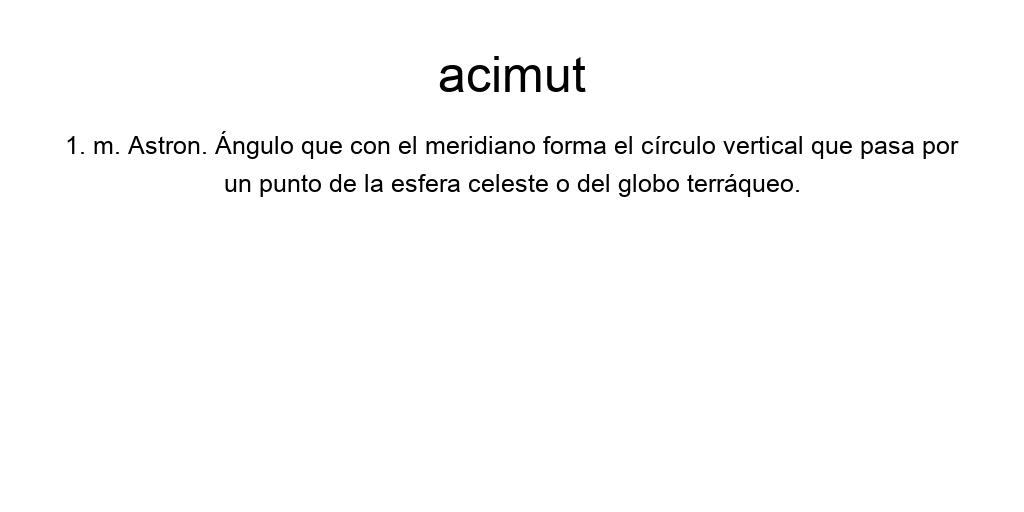 acimut
1. m. Astron. Ángulo que con el meridiano forma el círculo vertical que pasa por
un punto de la esfera celeste o del globo terráqueo.